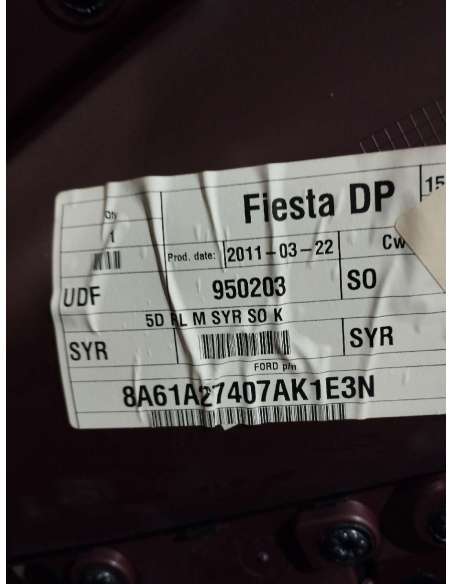 Qty
Fiesta DP
15
1
Prod. date: 2011-03-22
Cw
UDF
950203
SO
5D L M SYR SO K
SYR
SYR
FORD p/n
8A61A27407AK1E3N